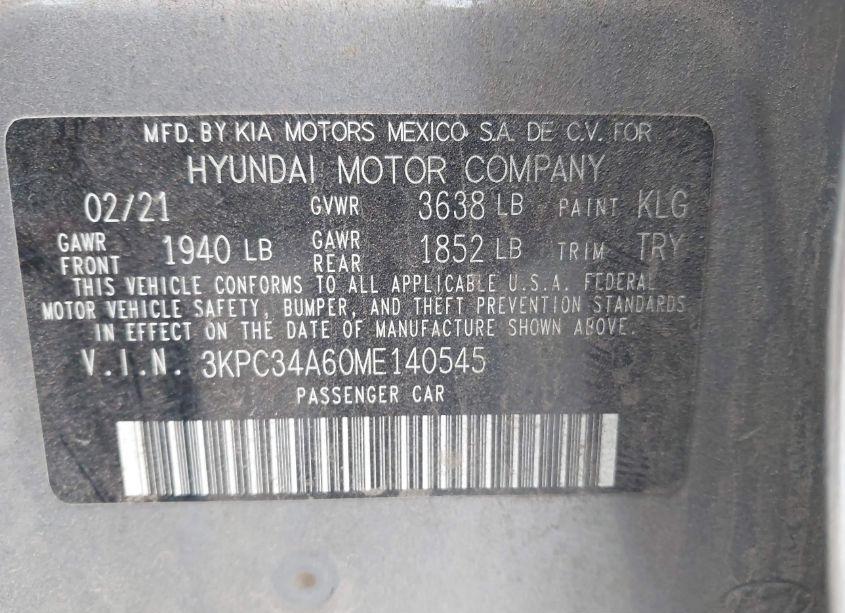 MFD. BY KIA MOTORS MEXICO S.A. DE C.V. FOR
HYUNDAI MOTOR COMPANY
02/21 GVWR 3638 LB PAINT KLG
GAWR FRONT 1940 LB GAWR REAR 1852 LB TRIM TRY
THIS VEHICLE CONFORMS TO ALL APPLICABLE U.S.A. FEDERAL
MOTOR VEHICLE SAFETY, BUMPER, AND THEFT PREVENTION STANDARDS
IN EFFECT ON THE DATE OF MANUFACTURE SHOWN ABOVE.
V.I.N. 3KPC34A60ME140545
PASSENGER CAR